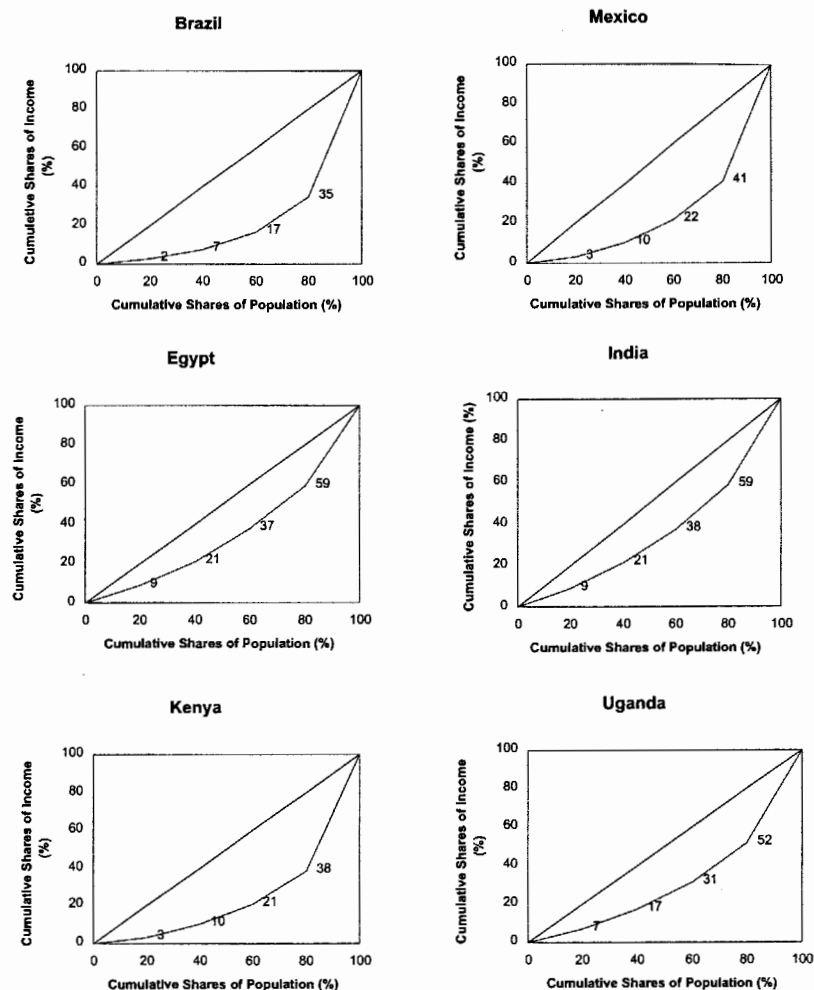 Brazil
Cumuletive Shares of Income
(%)
100
80
60
40
20
0
2
7
17
35
0 20 40 60 80 100
Cumulative Shares of Population (%)
Mexico
Cumulative Shares of Income
(%)
100
80
60
40
20
0
3
10
22
41
0 20 40 60 80 100
Cumulative Shares of Population (%)
Egypt
Cumulative Shares of Income
(%)
100
80
60
40
20
0
9
21
37
59
0 20 40 60 80 100
Cumulative Shares of Population (%)
India
Cumulative Shares of Income (%)
100
80
60
40
20
0
9
21
38
59
0 20 40 60 80 100
Cumulative Shares of Population (%)
Kenya
Cumulative Shares of Income
(%)
100
80
60
40
20
0
3
10
21
38
0 20 40 60 80 100
Cumulative Shares of Population (%)
Uganda
Cumulative Shares of Income
(%)
100
80
60
40
20
0
7
17
31
52
0 20 40 60 80 100
Cumulative Shares of Population (%)